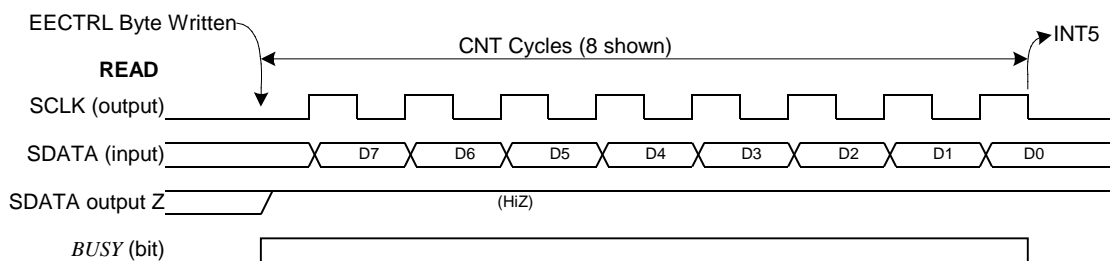 EECTRL Byte Written
INT5
CNT Cycles (8 shown)
READ
SCLK (output)
SDATA (input)
D7 D6 D5 D4 D3 D2 D1 D0
SDATA output Z
(HiZ)
BUSY (bit)